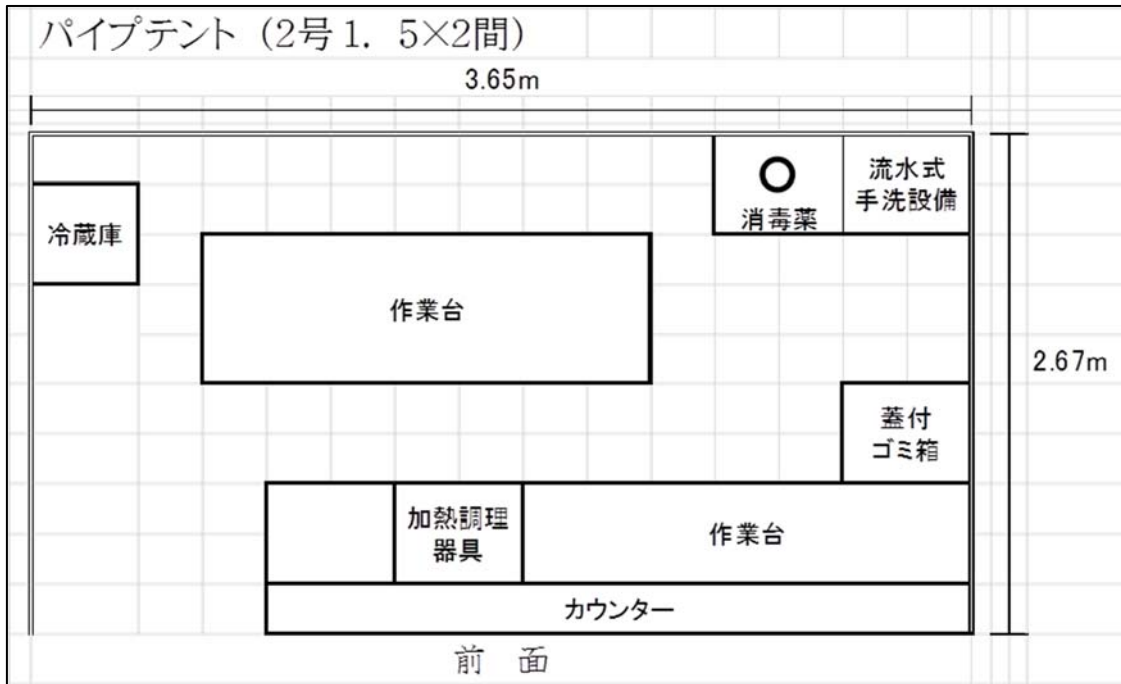 パイプテント（2号1．5×2間）
3.65m
流水式
手洗設備
消毒薬
冷蔵庫
作業台
2.67m
蓋付
ゴミ箱
加熱調理
器具
作業台
カウンター
前　面